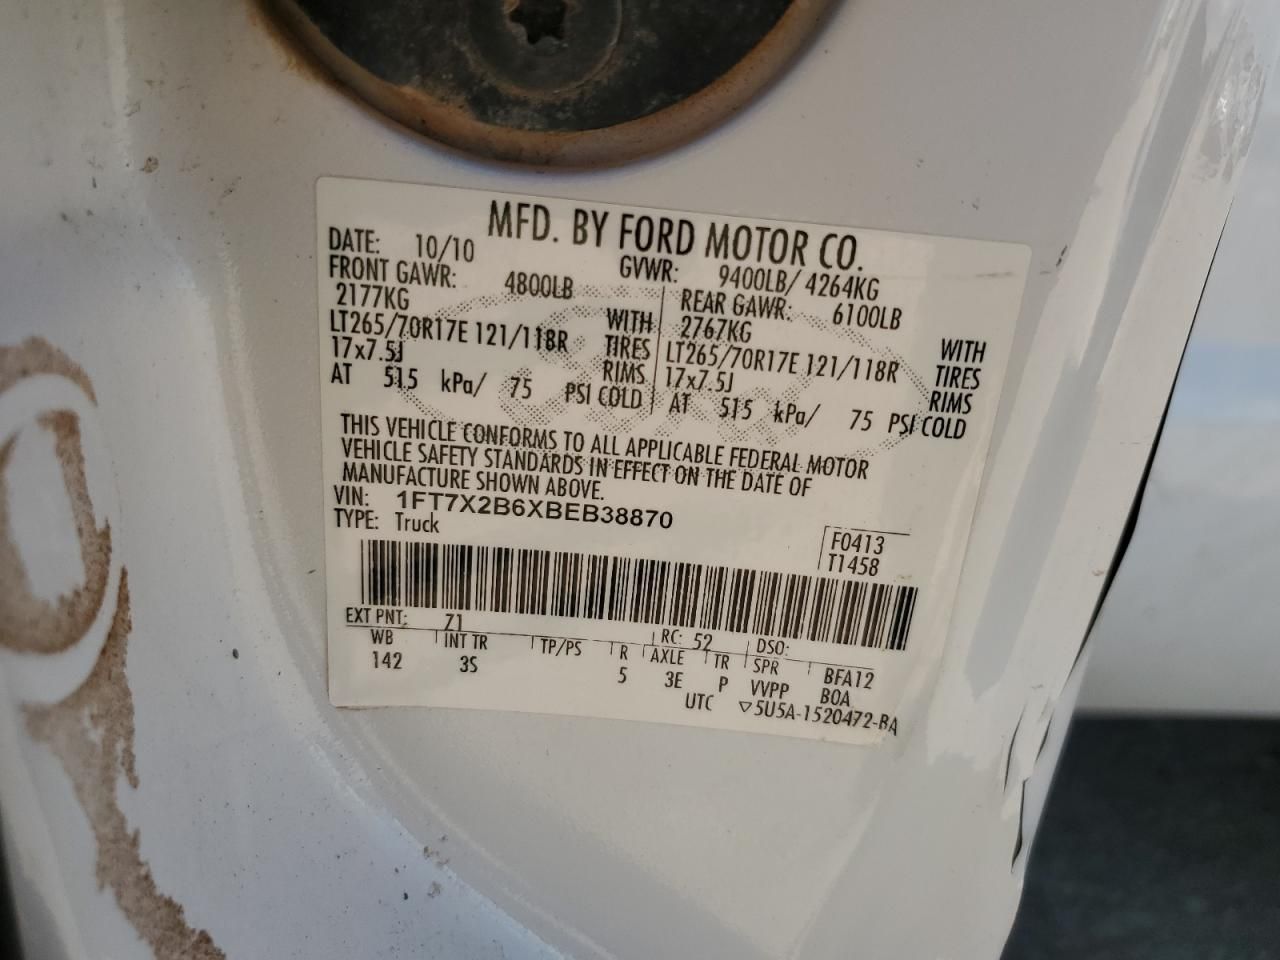 MFD. BY FORD MOTOR CO.
DATE: 10/10 GVWR: 9400LB/ 4264KG
FRONT GAWR: 4800LB REAR GAWR: 6100LB
2177KG WITH 2767KG WITH
LT265/70R17E 121/118R TIRES LT265/70R17E 121/118R TIRES
17x7.5J RIMS 17x7.5J RIMS
AT 515 kPa/ 75 PSI COLD AT 515 kPa/ 75 PSI COLD
THIS VEHICLE CONFORMS TO ALL APPLICABLE FEDERAL MOTOR
VEHICLE SAFETY STANDARDS IN EFFECT ON THE DATE OF
MANUFACTURE SHOWN ABOVE.
VIN: 1FT7X2B6XBEB38870
TYPE: Truck
F0413
T1458
EXT PNT: Z1 RC: 52 DSO:
WB INT TR TP/PS R AXLE TR SPR BFA12
142 3S 5 3E P VVPP BOA
UTC ▽5U5A-1520472-BA